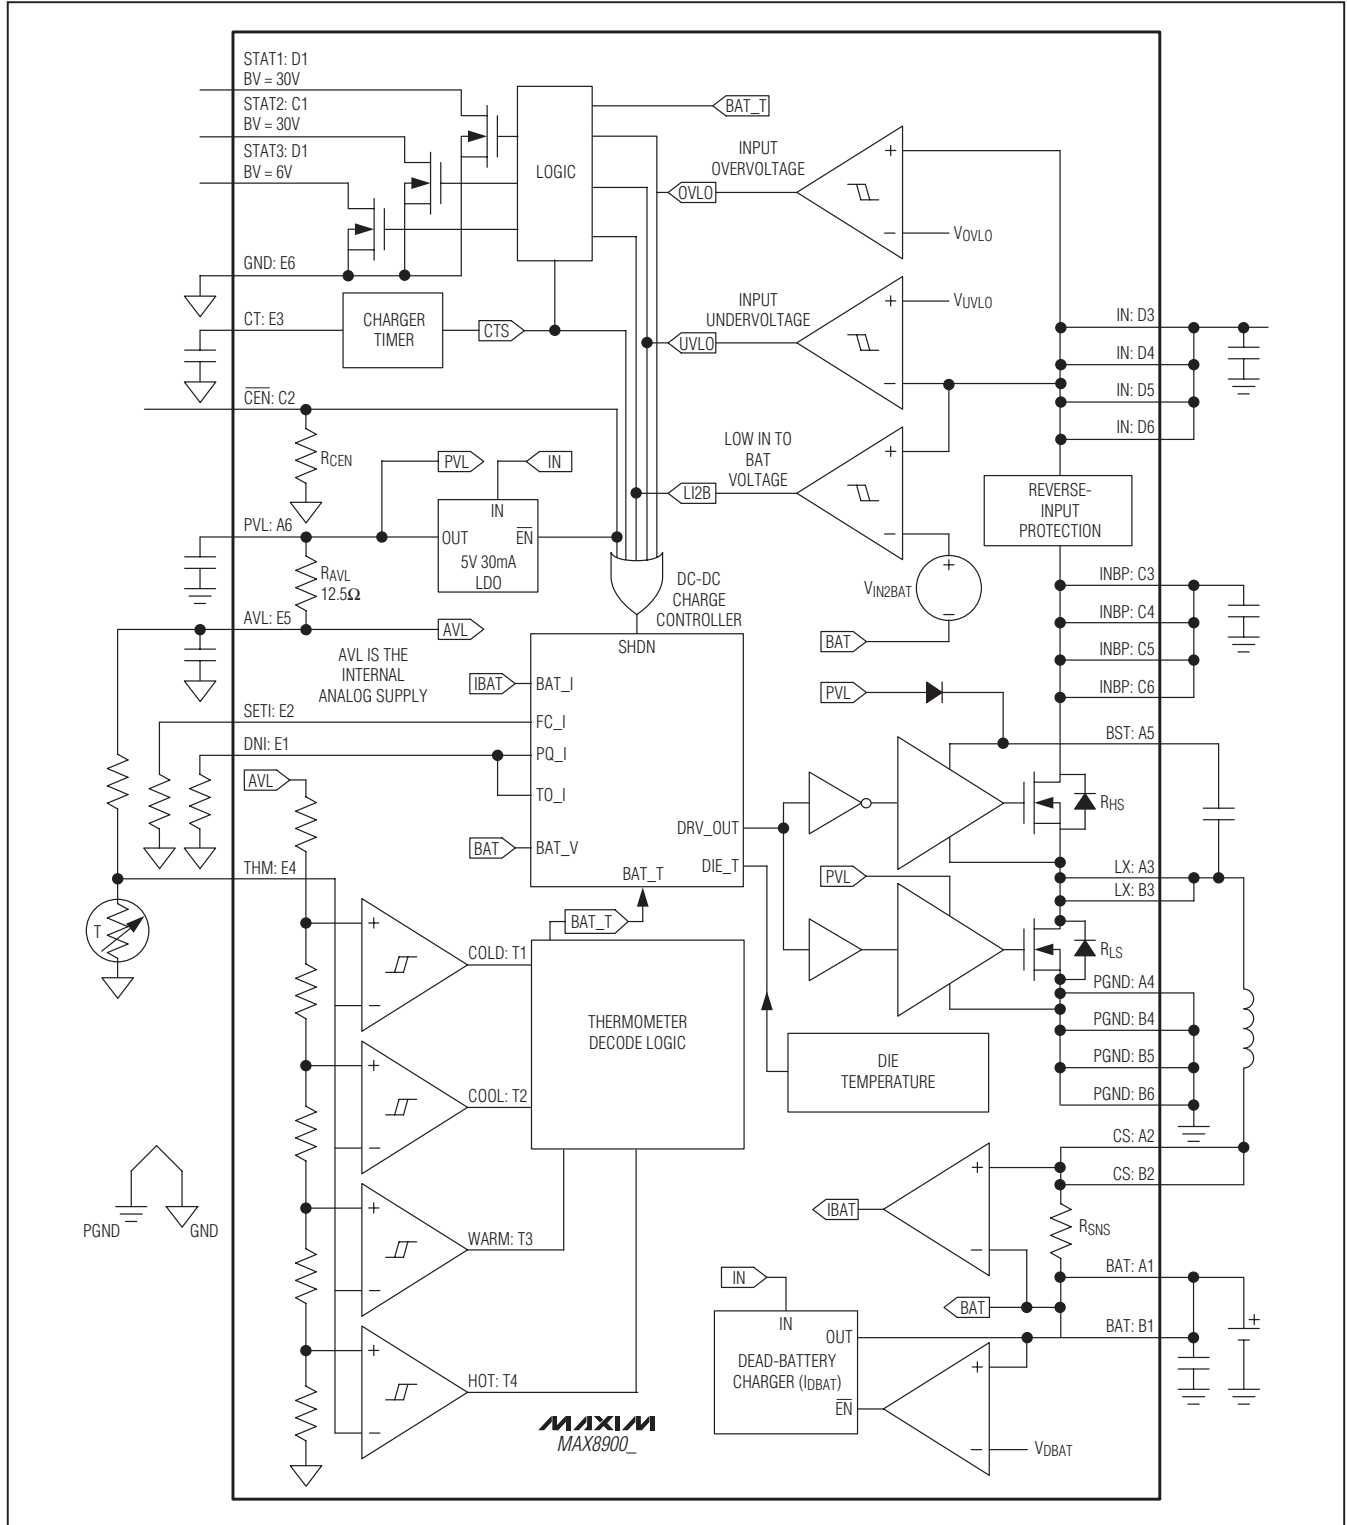 STAT1: D1
BV = 30V
STAT2: C1
BV = 30V
STAT3: D1
BV = 6V
LOGIC
BAT_T
INPUT
OVERVOLTAGE
OVLO
+
−
VOVLO
GND: E6
CT: E3
CHARGER
TIMER
CTS
INPUT
UNDERVOLTAGE
UVLO
+
−
VUVLO
IN: D3
IN: D4
IN: D5
IN: D6
CEN: C2
RCEN
PVL
IN
LOW IN TO
BAT
VOLTAGE
LI2B
+
−
REVERSE-
INPUT
PROTECTION
PVL: A6
IN
OUT
EN
5V 30mA
LDO
RAVL
12.5Ω
DC-DC
CHARGE
CONTROLLER
VIN2BAT
+
−
BAT
INBP: C3
INBP: C4
INBP: C5
INBP: C6
AVL: E5
AVL
AVL IS THE
INTERNAL
ANALOG SUPPLY
SHDN
IBAT
BAT_I
FC_I
PQ_I
TO_I
BAT
BAT_V
BAT_T
DRV_OUT
DIE_T
PVL
BST: A5
SETI: E2
DNI: E1
AVL
RHS
LX: A3
LX: B3
PVL
THM: E4
T
BAT_T
RLS
PGND: A4
PGND: B4
PGND: B5
PGND: B6
+
−
COLD: T1
+
−
COOL: T2
THERMOMETER
DECODE LOGIC
DIE
TEMPERATURE
CS: A2
CS: B2
PGND
GND
+
−
WARM: T3
IBAT
+
−
RSNS
BAT: A1
BAT
IN
BAT: B1
+
+
−
HOT: T4
IN
OUT
DEAD-BATTERY
CHARGER (IDBAT)
EN
+
−
VDBAT
MAXIM
MAX8900_